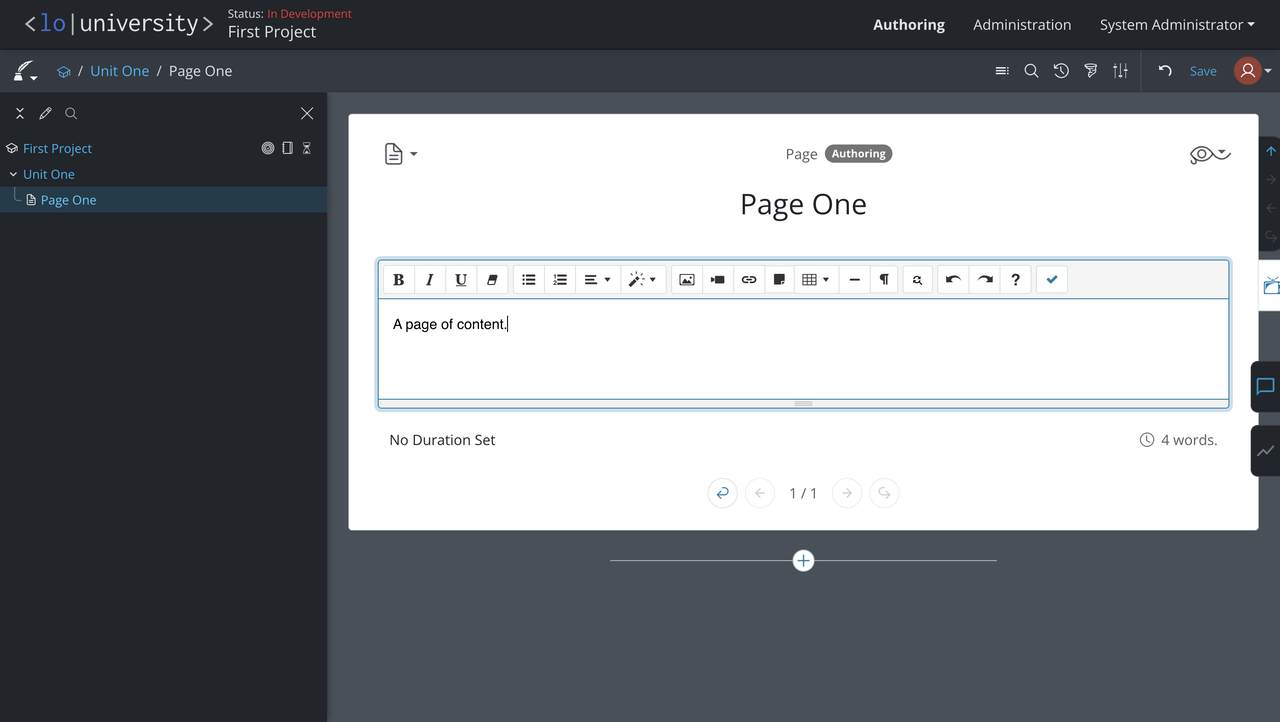 <lo|university>
Status: In Development
First Project
Authoring
Administration
System Administrator
/ Unit One / Page One
Save
First Project
Unit One
Page One
Page Authoring
Page One
B I U ?
A page of content.
No Duration Set
4 words.
1 / 1